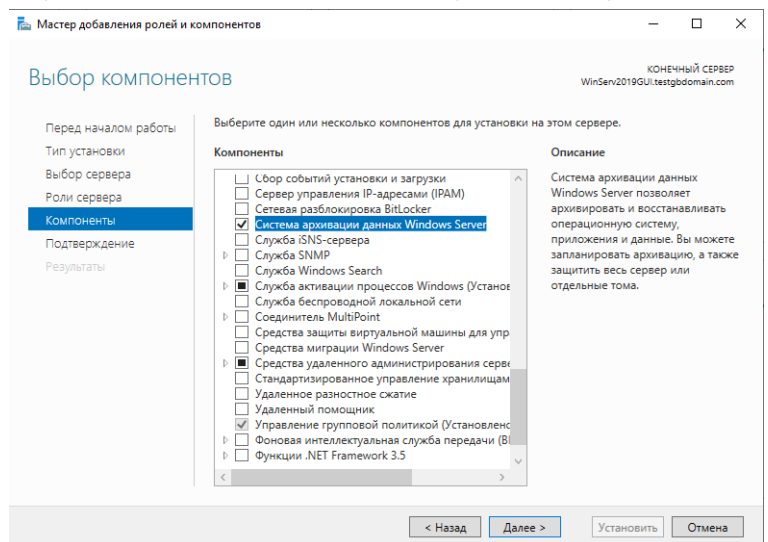 Мастер добавления ролей и компонентов
Выбор компонентов
КОНЕЧНЫЙ СЕРВЕР
WinServ2019GUI.testgbdomain.com
Перед началом работы
Тип установки
Выбор сервера
Роли сервера
Компоненты
Подтверждение
Результаты
Выберите один или несколько компонентов для установки на этом сервере.
Компоненты
Сбор событий установки и загрузки
Сервер управления IP-адресами (IPAM)
Сетевая разблокировка BitLocker
Система архивации данных Windows Server
Служба iSNS-сервера
Служба SNMP
Служба Windows Search
Служба активации процессов Windows (Установ
Служба беспроводной локальной сети
Соединитель MultiPoint
Средства защиты виртуальной машины для упр
Средства миграции Windows Server
Средства удаленного администрирования серве
Стандартизированное управление хранилищам
Удаленное разностное сжатие
Удаленный помощник
Управление групповой политикой (Установлено
Фоновая интеллектуальная служба передачи (BI
Функции .NET Framework 3.5
Описание
Система архивации данных
Windows Server позволяет
архивировать и восстанавливать
операционную систему,
приложения и данные. Вы можете
запланировать архивацию, а также
защитить весь сервер или
отдельные тома.
< Назад
Далее >
Установить
Отмена